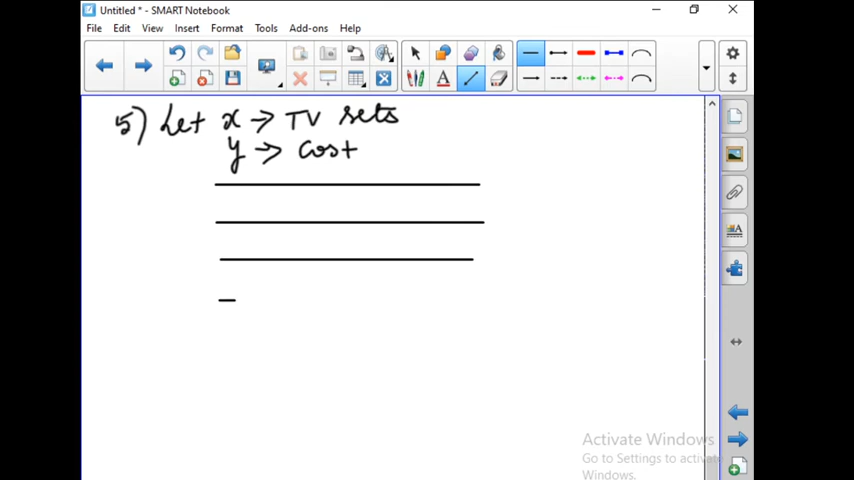 Untitled * - SMART Notebook
File Edit View Insert Format Tools Add-ons Help
5) Let x → TV sets
y → cost
Activate Windows
Go to Settings to activate
Windows.